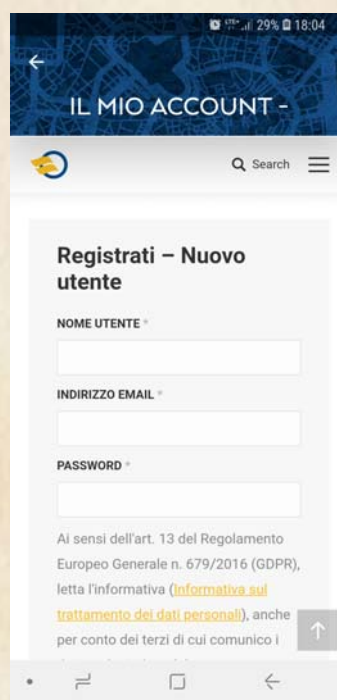 29% 18:04
IL MIO ACCOUNT -
Search
Registrati – Nuovo
utente
NOME UTENTE *
INDIRIZZO EMAIL *
PASSWORD *
Ai sensi dell'art. 13 del Regolamento
Europeo Generale n. 679/2016 (GDPR),
letta l'informativa (Informativa sul
trattamento dei dati personali), anche
per conto dei terzi di cui comunico i